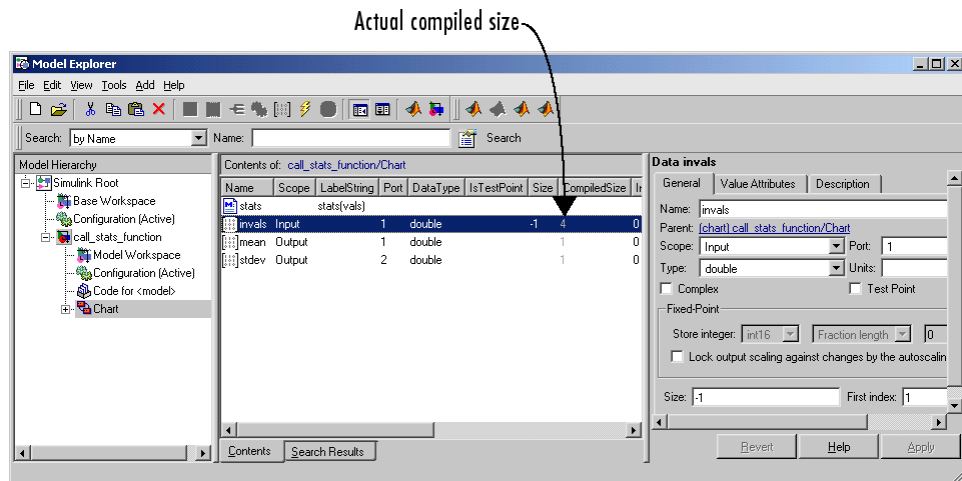 Actual compiled size
Model Explorer
File Edit View Tools Add Help
Search: by Name Name: Search
Model Hierarchy
Simulink Root
Base Workspace
Configuration (Active)
call_stats_function
Model Workspace
Configuration (Active)
Code for <model>
Chart
Contents of: call_stats_function/Chart
Name Scope LabelString Port DataType IsTestPoint Size CompiledSize Ir
stats stats(vals)
invals Input 1 double -1 4 0
mean Output 1 double 1 0
stdev Output 2 double 1 0
Contents Search Results
Data invals
General Value Attributes Description
Name: invals
Parent: (chart) call_stats_function/Chart
Scope: Input Port: 1
Type: double Units:
Complex Test Point
Fixed-Point
Store integer: int16 Fraction length 0
Lock output scaling against changes by the autoscalin
Size: -1 First index: 1
Revert Help Apply